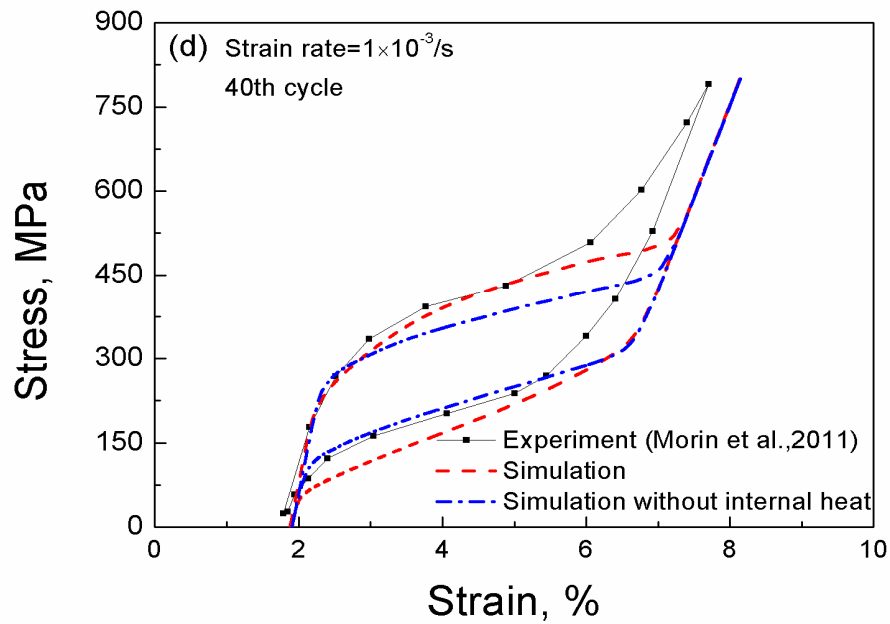 (d) Strain rate=1×10⁻³/s
40th cycle
900
750
600
450
300
150
0
Stress, MPa
Experiment (Morin et al.,2011)
Simulation
Simulation without internal heat
0 2 4 6 8 10
Strain, %